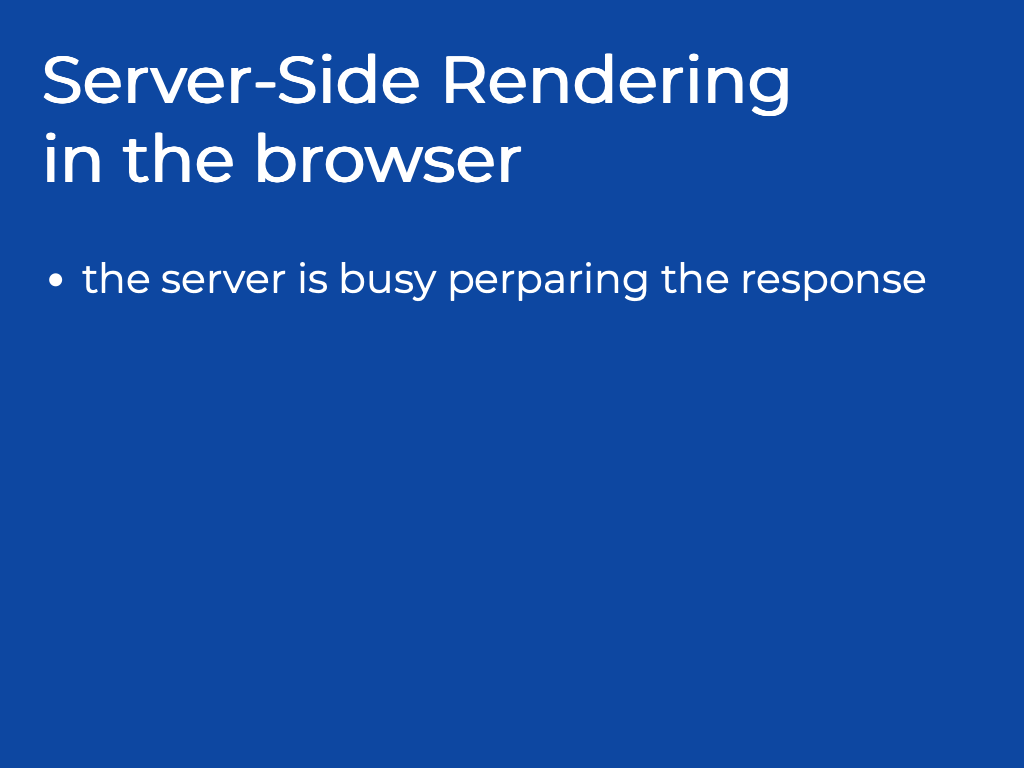 Server-Side Rendering
in the browser
• the server is busy perparing the response